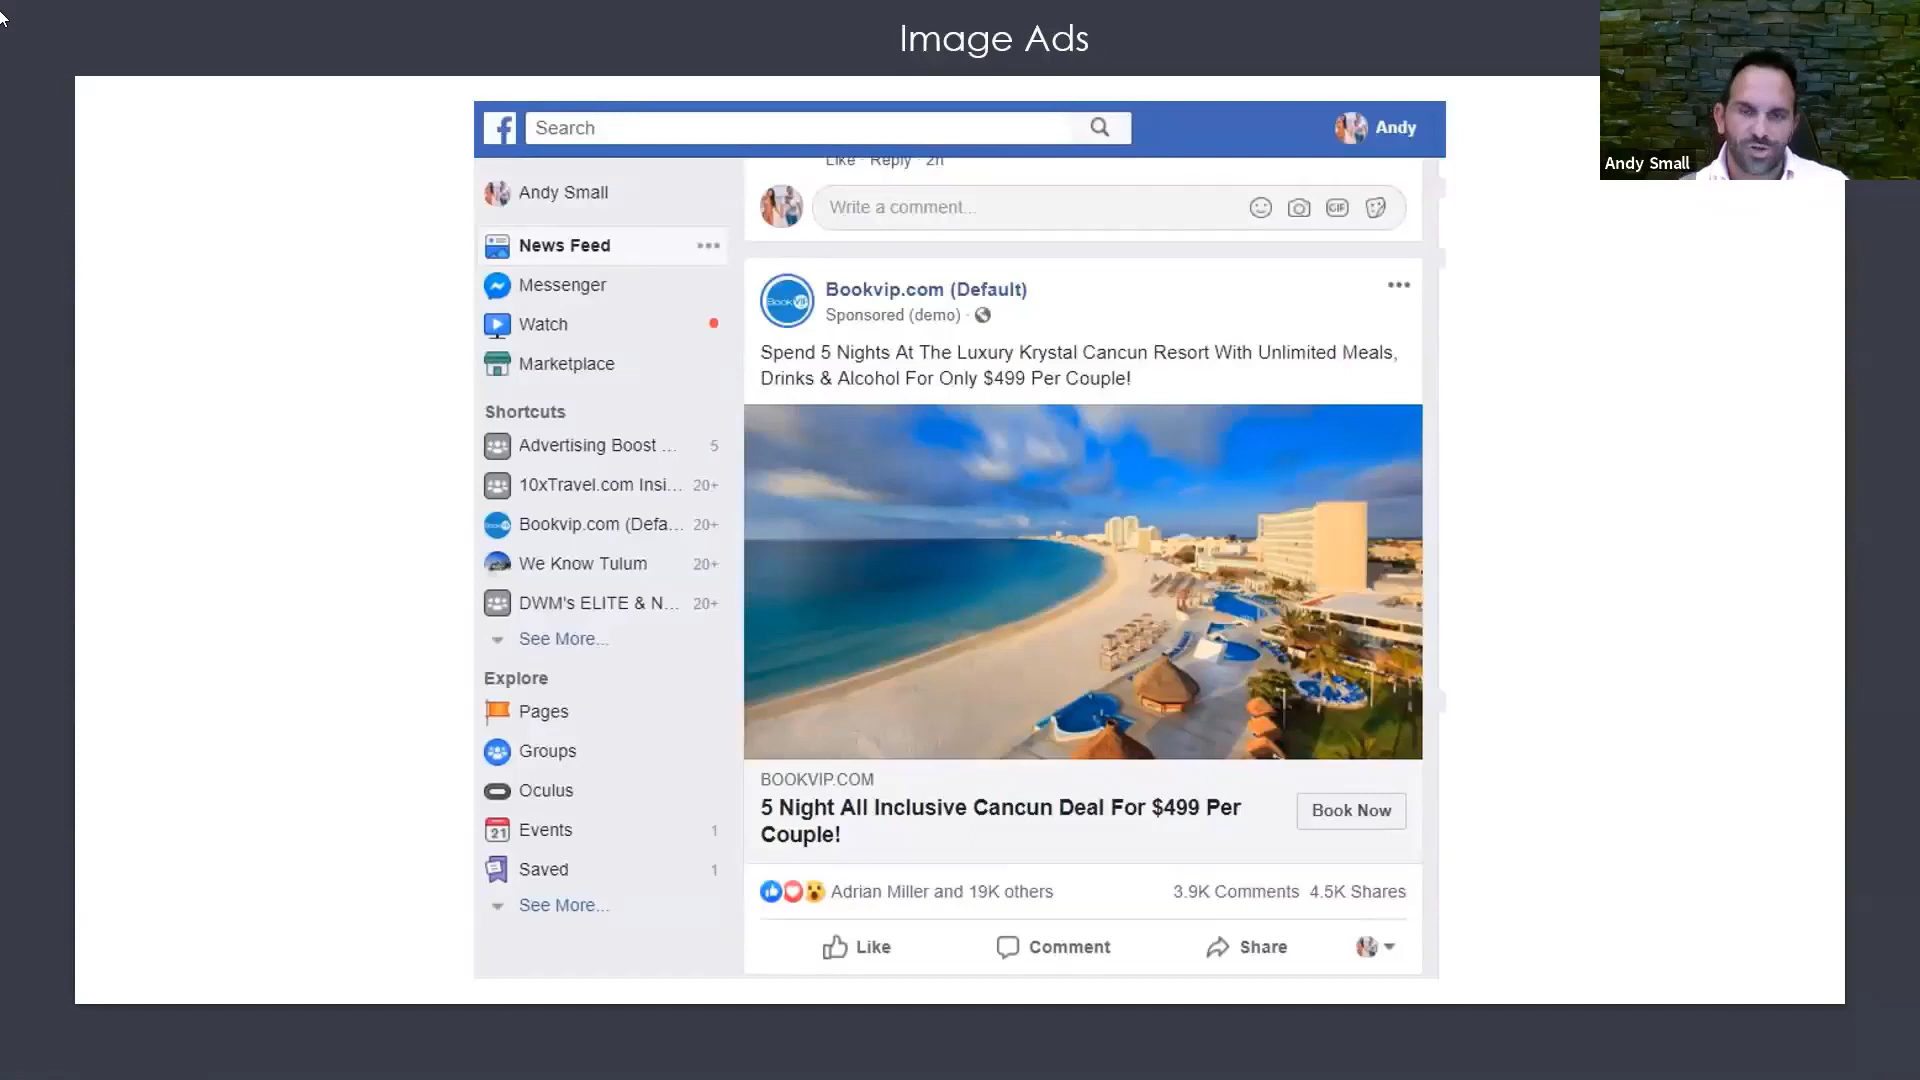 Image Ads
Andy Small
Search
Andy
Andy Small
News Feed
Messenger
Watch
Marketplace
Shortcuts
Advertising Boost ... 5
10xTravel.com Insi... 20+
Bookvip.com (Defa... 20+
We Know Tulum 20+
DWM's ELITE & N... 20+
See More...
Explore
Pages
Groups
Oculus
21 Events 1
Saved 1
See More...
Like · Reply · 2h
Write a comment...
GIF
Book VIP
Bookvip.com (Default)
Sponsored (demo) ·
Spend 5 Nights At The Luxury Krystal Cancun Resort With Unlimited Meals,
Drinks & Alcohol For Only $499 Per Couple!
BOOKVIP.COM
5 Night All Inclusive Cancun Deal For $499 Per
Couple!
Book Now
Adrian Miller and 19K others 3.9K Comments 4.5K Shares
Like Comment Share